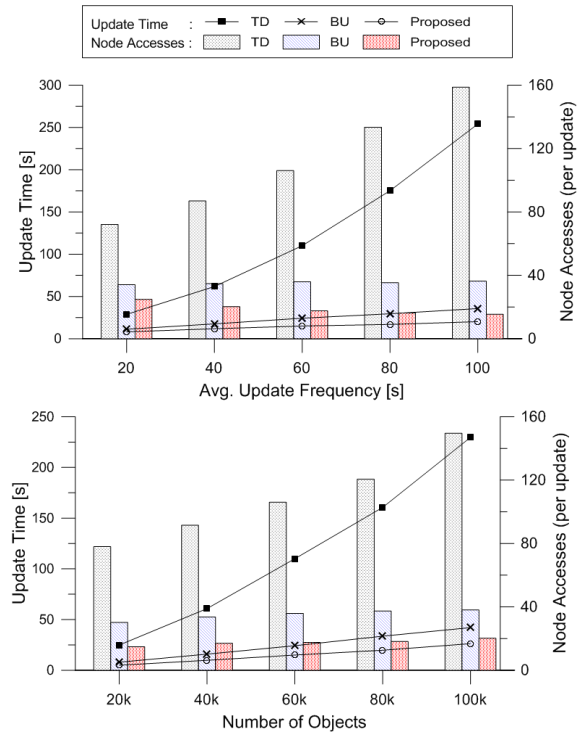 Update Time : TD BU Proposed
Node Accesses : TD BU Proposed
300
250
200
150
100
50
0
Update Time [s]
160
120
80
40
0
Node Accesses (per update)
20 40 60 80 100
Avg. Update Frequency [s]
250
200
150
100
50
0
Update Time [s]
160
120
80
40
0
Node Accesses (per update)
20k 40k 60k 80k 100k
Number of Objects